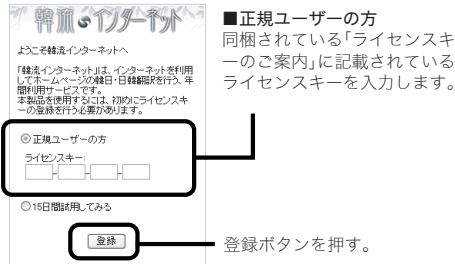 韓流 インターネット
ようこそ韓流インターネットへ
「韓流インターネット」は、インターネットを利用
してホームページの韓日・日韓翻訳を行う、年
間利用サービスです。
本製品を使用するには、初めにライセンスキ
ーの登録を行う必要があります。
正規ユーザーの方
ライセンスキー:
- - -
15日間試用してみる
登録
■正規ユーザーの方
同梱されている「ライセンスキ
ーのご案内」に記載されている
ライセンスキーを入力します。
登録ボタンを押す。